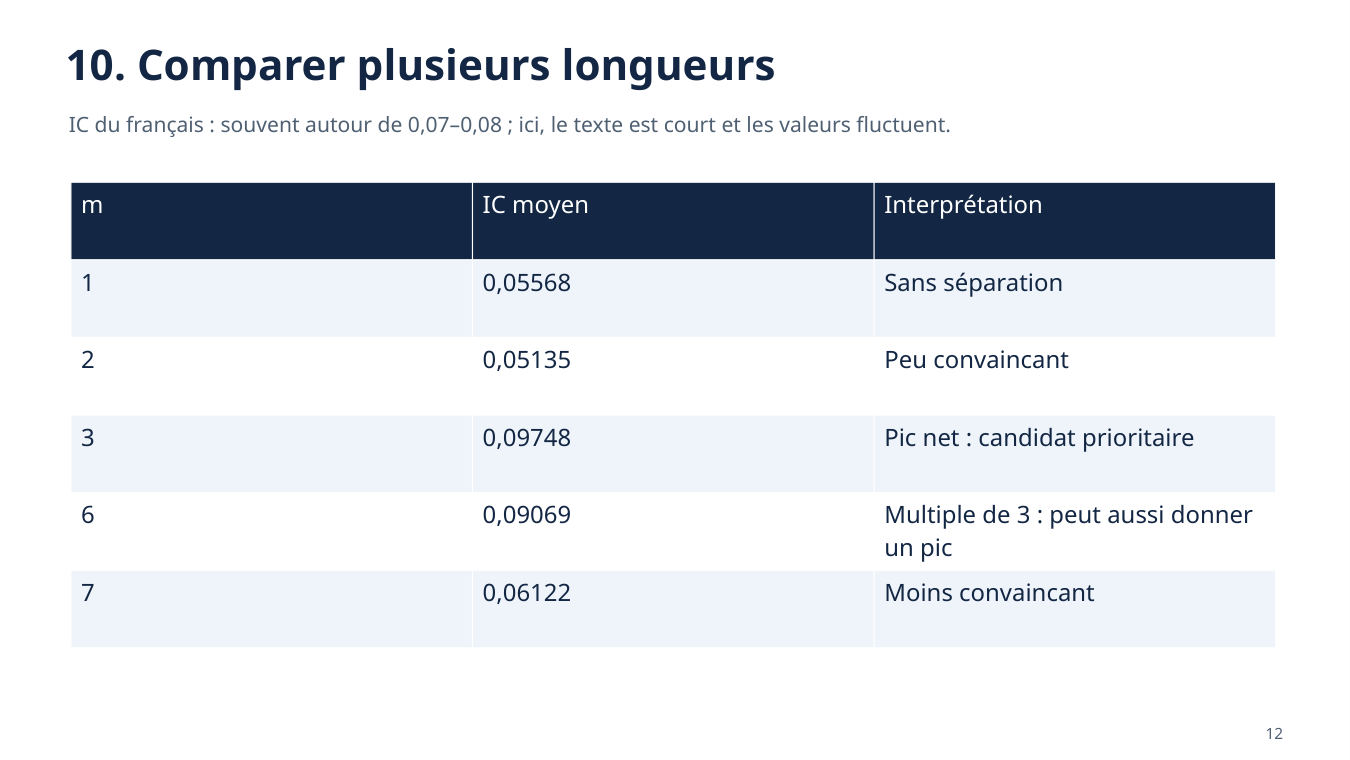 10. Comparer plusieurs longueurs
IC du français : souvent autour de 0,07–0,08 ; ici, le texte est court et les valeurs fluctuent.
m IC moyen Interprétation
1 0,05568 Sans séparation
2 0,05135 Peu convaincant
3 0,09748 Pic net : candidat prioritaire
6 0,09069 Multiple de 3 : peut aussi donner
un pic
7 0,06122 Moins convaincant
12